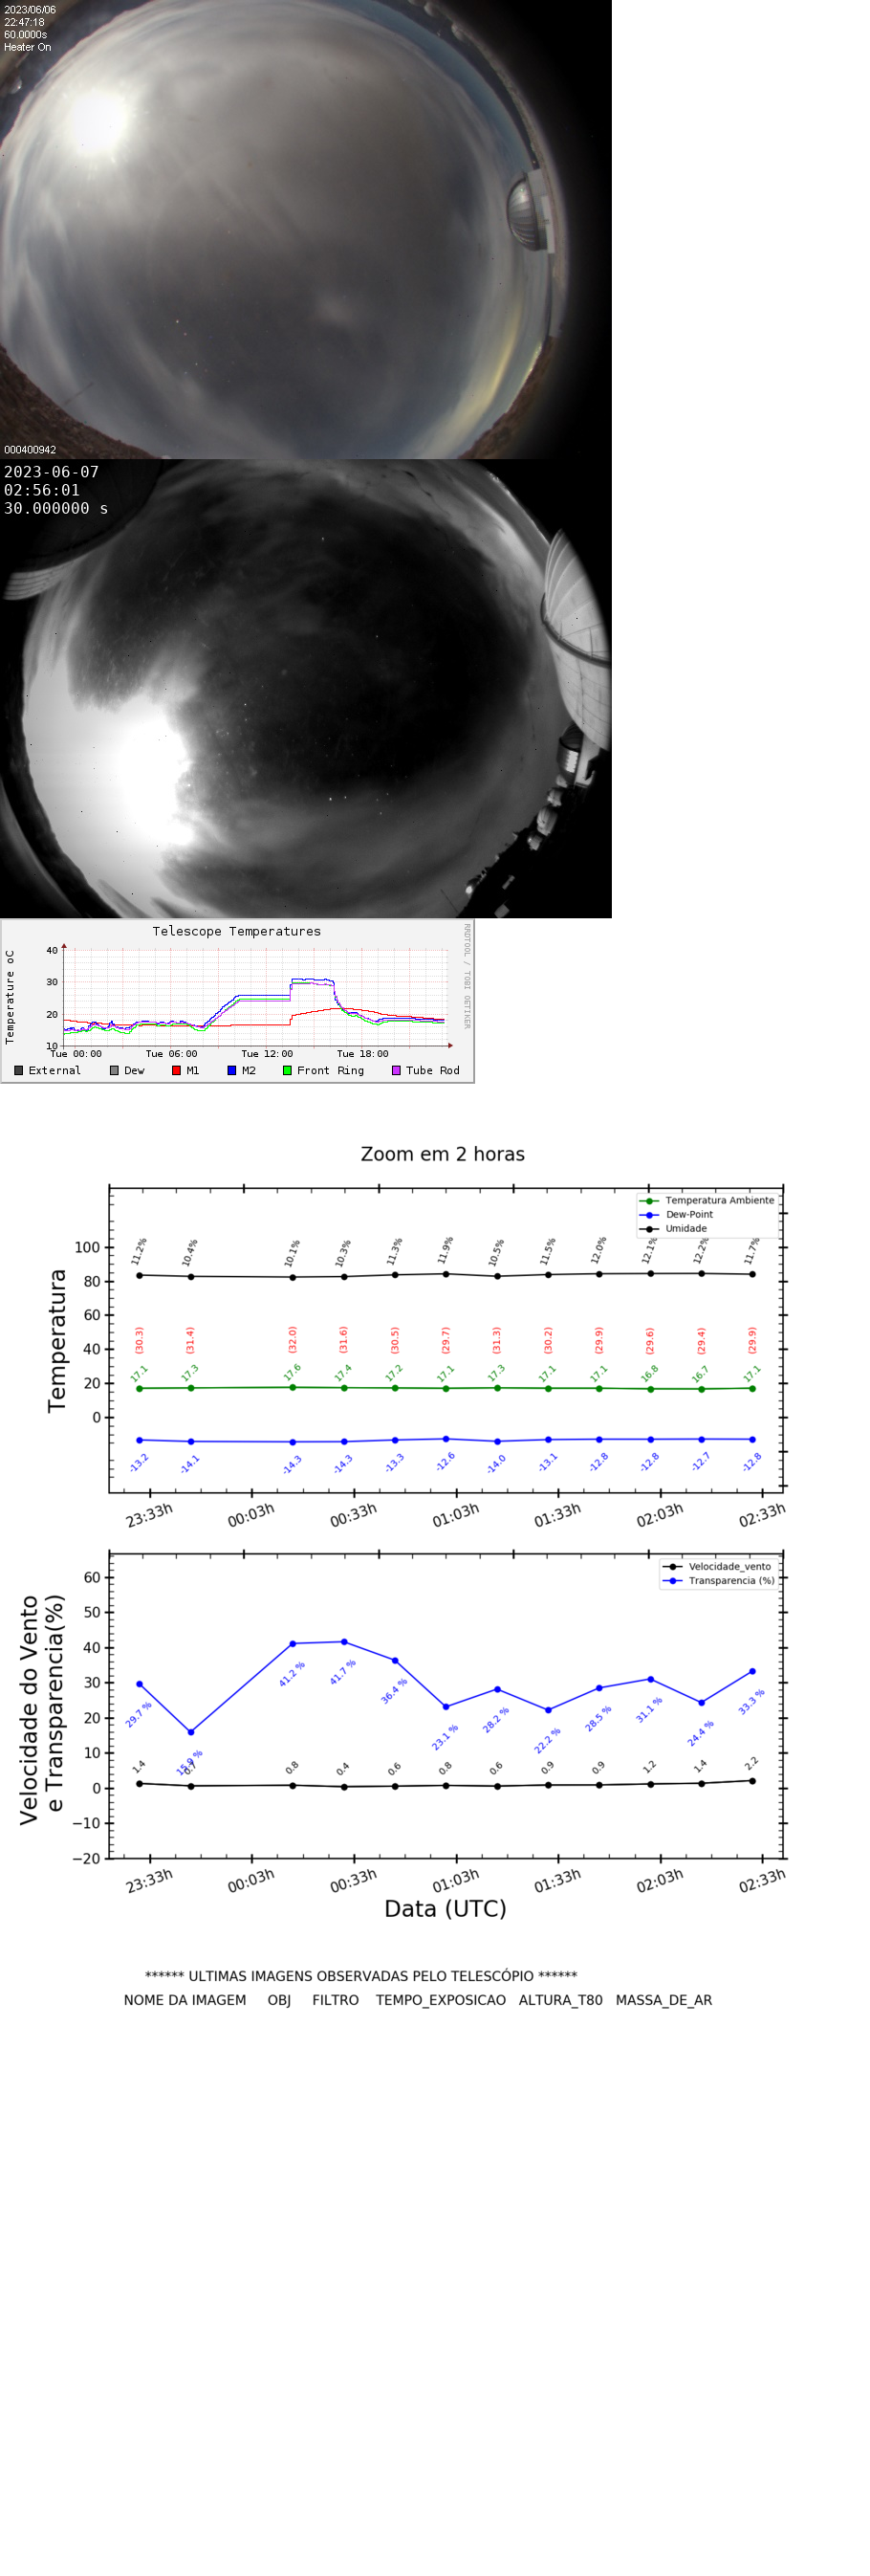 2023/06/06
22:47:18
60.0000s
Heater On
000400942
2023-06-07
02:56:01
30.000000 s
Telescope Temperatures
RRDTOOL / TOBI OETIKER
Temperature oC
40
30
20
10
Tue 00:00 Tue 06:00 Tue 12:00 Tue 18:00
External Dew M1 M2 Front Ring Tube Rod
Zoom em 2 horas
Temperatura Ambiente
Dew-Point
Umidade
Temperatura
100
80
60
40
20
0
11.2% 10.4% 10.1% 10.3% 11.3% 11.9% 10.5% 11.5% 12.0% 12.1% 12.2% 11.7%
(30.3) (31.4) (32.0) (31.6) (30.5) (29.7) (31.3) (30.2) (29.9) (29.6) (29.4) (29.9)
17.1 17.3 17.6 17.4 17.2 17.1 17.3 17.1 17.1 16.8 16.7 17.1
-13.2 -14.1 -14.3 -14.3 -13.3 -12.6 -14.0 -13.1 -12.8 -12.8 -12.7 -12.8
23:33h 00:03h 00:33h 01:03h 01:33h 02:03h 02:33h
Velocidade_vento
Transparencia (%)
Velocidade do Vento
e Transparencia(%)
60
50
40
30
20
10
0
−10
−20
29.7 % 15.9 % 41.2 % 41.7 % 36.4 % 23.1 % 28.2 % 22.2 % 28.5 % 31.1 % 24.4 % 33.3 %
1.4 0.7 0.8 0.4 0.6 0.8 0.6 0.9 0.9 1.2 1.4 2.2
23:33h 00:03h 00:33h 01:03h 01:33h 02:03h 02:33h
Data (UTC)
****** ULTIMAS IMAGENS OBSERVADAS PELO TELESCÓPIO ******
NOME DA IMAGEM OBJ FILTRO TEMPO_EXPOSICAO ALTURA_T80 MASSA_DE_AR